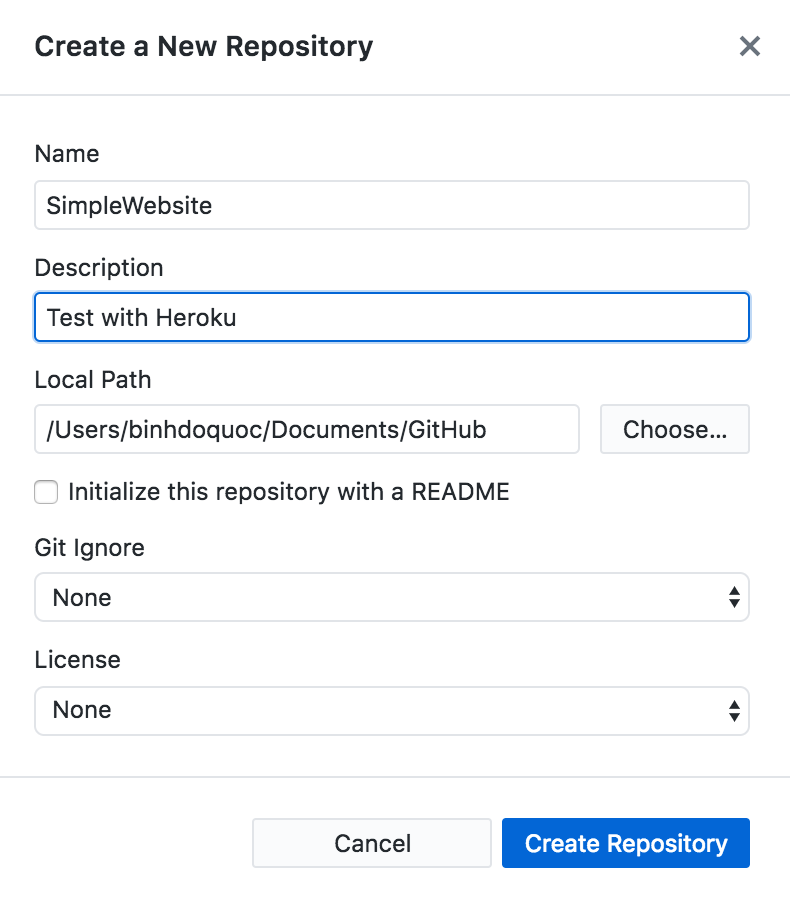 Create a New Repository
Name
SimpleWebsite
Description
Test with Heroku
Local Path
/Users/binhdoquoc/Documents/GitHub
Choose...
Initialize this repository with a README
Git Ignore
None
License
None
Cancel
Create Repository